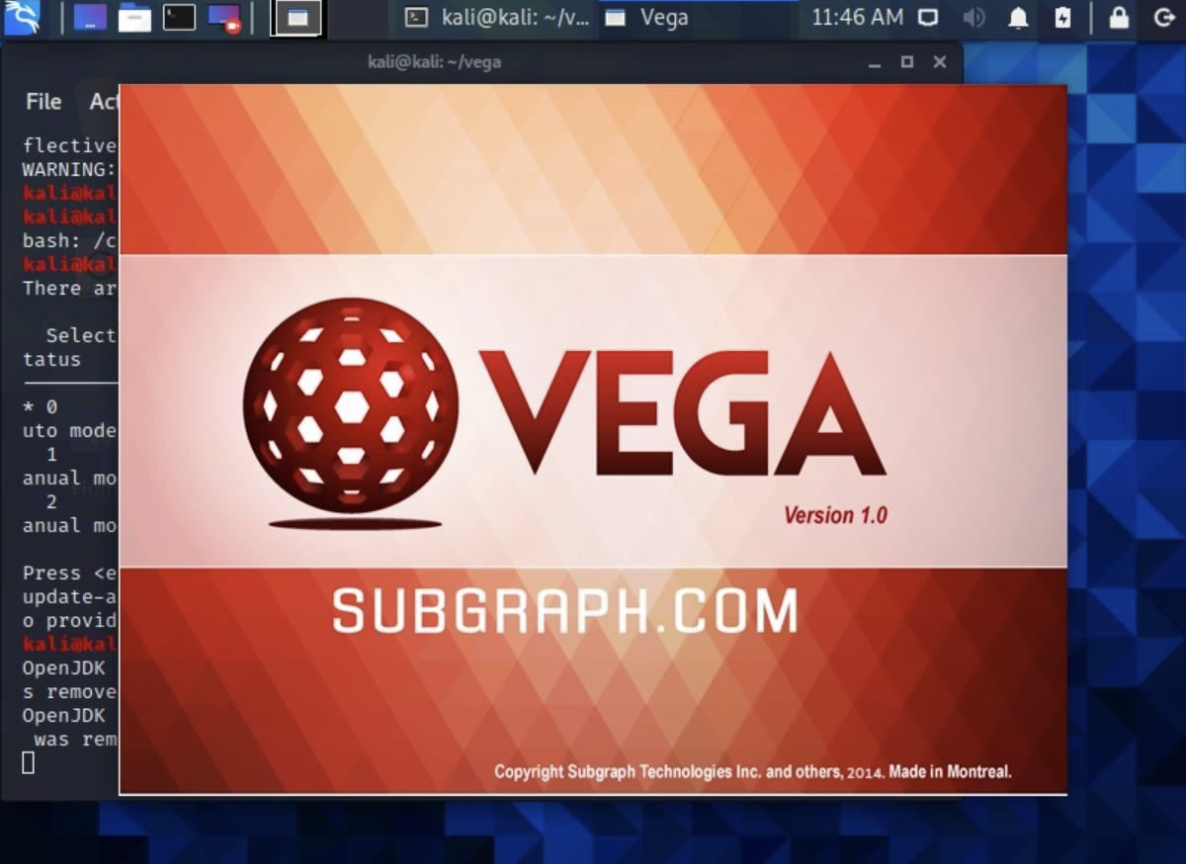 kali@kali: ~/v... Vega 11:46 AM
kali@kali: ~/vega
File Act
flective
WARNING:
kali@kal
kali@kal
bash: /c
kali@kal
There ar
Select
tatus
* 0
uto mode
1
anual mo
2
anual mo
Press <e
update-a
o provid
kali@kal
OpenJDK
s remove
OpenJDK
was rem
VEGA
Version 1.0
SUBGRAPH.COM
Copyright Subgraph Technologies Inc. and others, 2014. Made in Montreal.